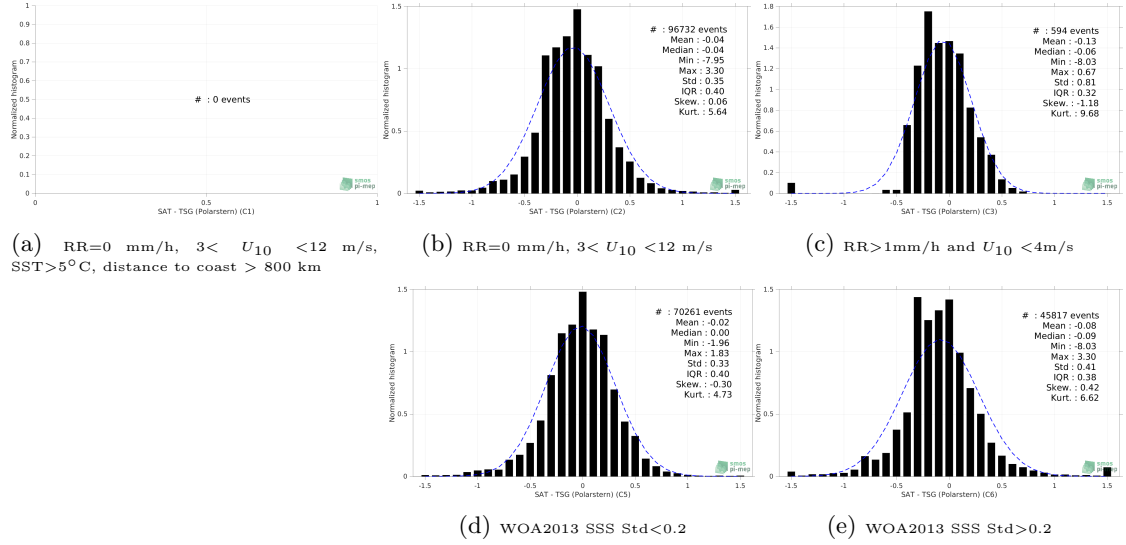 Normalized histogram
1
0.9
0.8
0.7
0.6
0.5
0.4
0.3
0.2
0.1
0
# : 0 events
smos
pi-mep
0 0.5 1
SAT - TSG (Polarstern) (C1)
(a) RR=0 mm/h, 3< U10 <12 m/s,
SST>5°C, distance to coast > 800 km
Normalized histogram
1.5
1
0.5
0
# : 96732 events
Mean : -0.04
Median : -0.04
Min : -7.95
Max : 3.30
Std : 0.35
IQR : 0.40
Skew. : 0.06
Kurt. : 5.64
smos
pi-mep
-1.5 -1 -0.5 0 0.5 1 1.5
SAT - TSG (Polarstern) (C2)
(b) RR=0 mm/h, 3< U10 <12 m/s
Normalized histogram
1.8
1.6
1.4
1.2
1
0.8
0.6
0.4
0.2
0
# : 594 events
Mean : -0.13
Median : -0.06
Min : -8.03
Max : 0.67
Std : 0.81
IQR : 0.32
Skew. : -1.18
Kurt. : 9.68
smos
pi-mep
-1.5 -1 -0.5 0 0.5 1 1.5
SAT - TSG (Polarstern) (C3)
(c) RR>1mm/h and U10 <4m/s
Normalized histogram
1.5
1
0.5
0
# : 70261 events
Mean : -0.02
Median : 0.00
Min : -1.96
Max : 1.83
Std : 0.33
IQR : 0.40
Skew. : -0.30
Kurt. : 4.73
smos
pi-mep
-1.5 -1 -0.5 0 0.5 1 1.5
SAT - TSG (Polarstern) (C5)
(d) WOA2013 SSS Std<0.2
Normalized histogram
1.5
1
0.5
0
# : 45817 events
Mean : -0.08
Median : -0.09
Min : -8.03
Max : 3.30
Std : 0.41
IQR : 0.38
Skew. : 0.42
Kurt. : 6.62
smos
pi-mep
-1.5 -1 -0.5 0 0.5 1 1.5
SAT - TSG (Polarstern) (C6)
(e) WOA2013 SSS Std>0.2